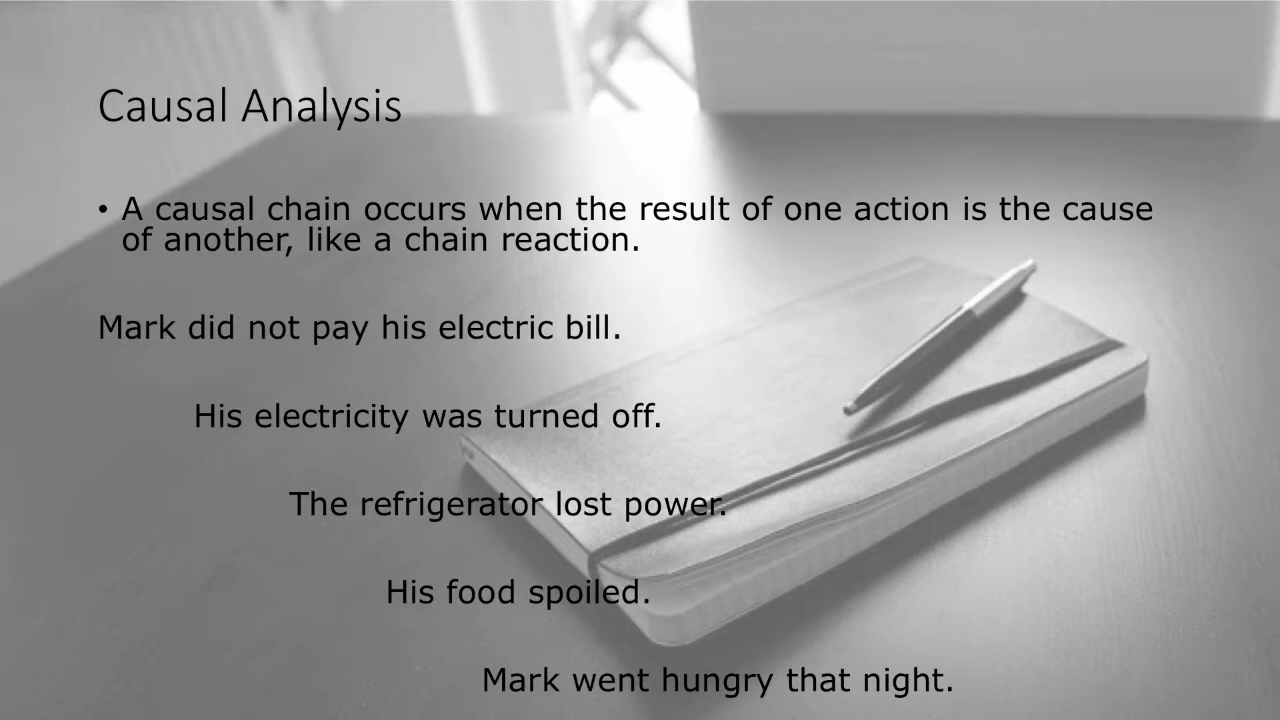 Causal Analysis
• A causal chain occurs when the result of one action is the cause
of another, like a chain reaction.
Mark did not pay his electric bill.
His electricity was turned off.
The refrigerator lost power.
His food spoiled.
Mark went hungry that night.